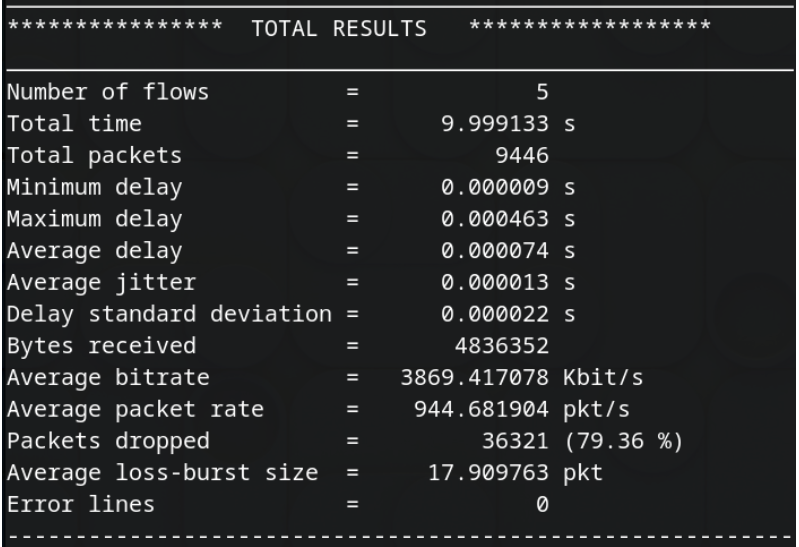 ****************  TOTAL RESULTS   ******************
Number of flows          =             5
Total time               =      9.999133 s
Total packets            =          9446
Minimum delay            =      0.000009 s
Maximum delay            =      0.000463 s
Average delay            =      0.000074 s
Average jitter           =      0.000013 s
Delay standard deviation =      0.000022 s
Bytes received           =       4836352
Average bitrate          =   3869.417078 Kbit/s
Average packet rate      =    944.681904 pkt/s
Packets dropped          =         36321 (79.36 %)
Average loss-burst size  =     17.909763 pkt
Error lines              =             0
----------------------------------------------------------